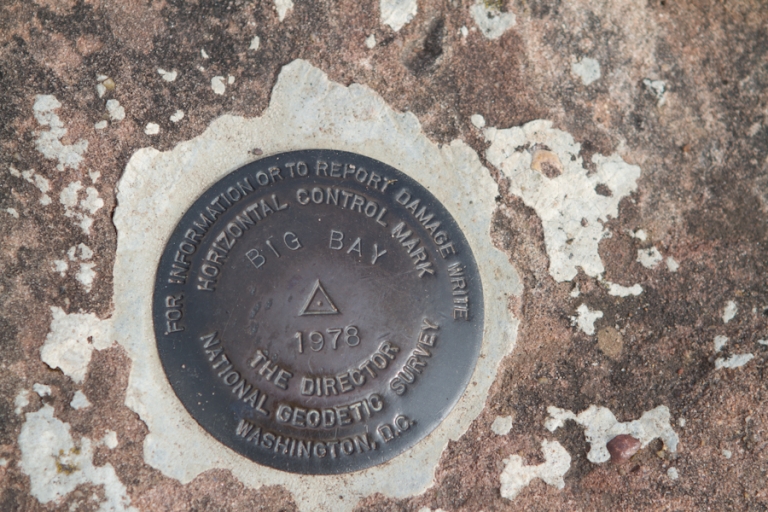 FOR INFORMATION OR TO REPORT DAMAGE WRITE
HORIZONTAL CONTROL MARK
BIG BAY
1978
THE DIRECTOR
NATIONAL GEODETIC SURVEY
WASHINGTON, D.C.